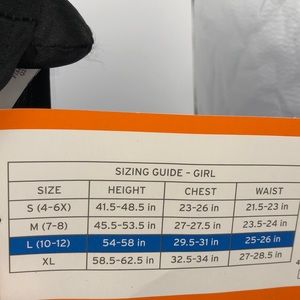 SIZING GUIDE – GIRL
SIZE HEIGHT CHEST WAIST
S (4-6X) 41.5-48.5 in 23-26 in 21.5-23 in
M (7-8) 45.5-53.5 in 27-27.5 in 23.5-24 in
L (10-12) 54-58 in 29.5-31 in 25-26 in
XL 58.5-62.5 in 32.5-34 in 27-28.5 in